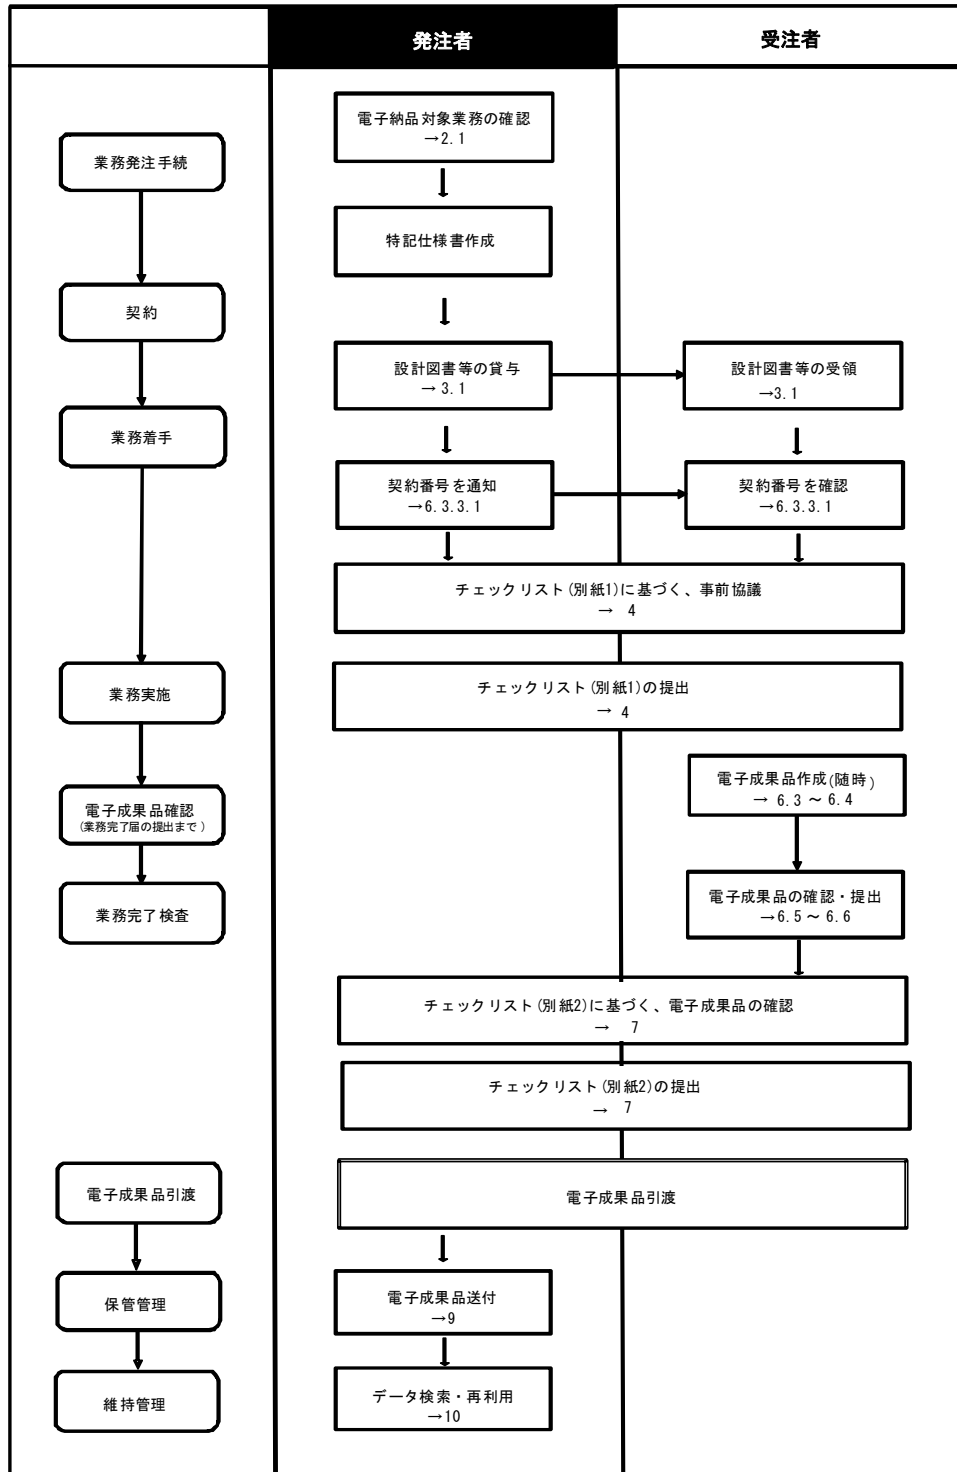 発注者
受注者
業務発注手続
契約
業務着手
業務実施
電子成果品確認
(業務完了届の提出まで)
業務完了検査
電子成果品引渡
保管管理
維持管理
電子納品対象業務の確認
→2.1
特記仕様書作成
設計図書等の貸与
→ 3.1
設計図書等の受領
→3.1
契約番号を通知
→6.3.3.1
契約番号を確認
→6.3.3.1
チェックリスト(別紙1)に基づく、事前協議
→ 4
チェックリスト(別紙1)の提出
→ 4
電子成果品作成(随時)
→ 6.3 ～ 6.4
電子成果品の確認・提出
→6.5 ～ 6.6
チェックリスト(別紙2)に基づく、電子成果品の確認
→ 7
チェックリスト(別紙2)の提出
→ 7
電子成果品引渡
電子成果品送付
→9
データ検索・再利用
→10